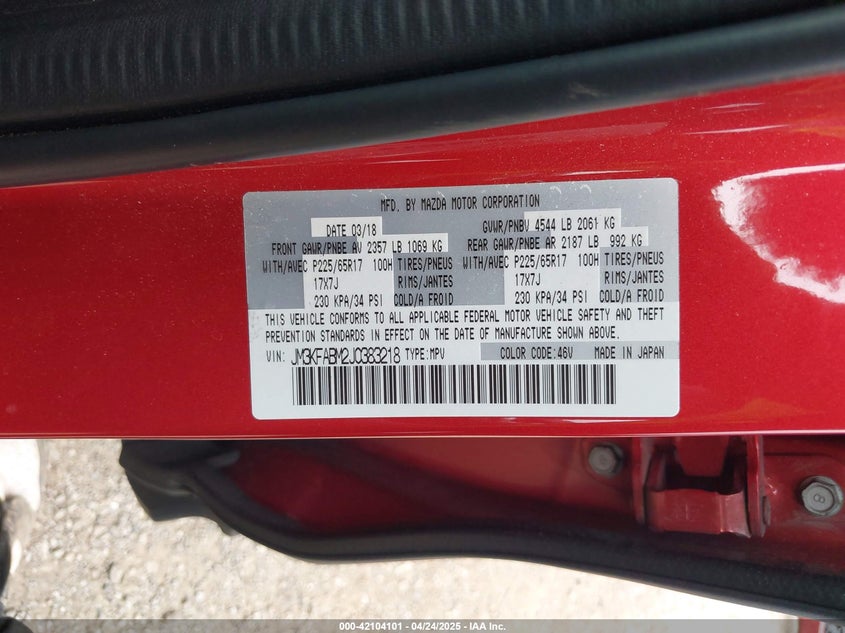 MFD. BY MAZDA MOTOR CORPORATION
DATE 03/18 GVWR/PNBV 4544 LB 2061 KG
FRONT GAWR/PNBE AV 2357 LB 1069 KG REAR GAWR/PNBE AR 2187 LB 992 KG
WITH/AVEC P225/65R17 100H TIRES/PNEUS WITH/AVEC P225/65R17 100H TIRES/PNEUS
17X7J RIMS/JANTES 17X7J RIMS/JANTES
230 KPA/34 PSI COLD/A FROID 230 KPA/34 PSI COLD/A FROID
THIS VEHICLE CONFORMS TO ALL APPLICABLE FEDERAL MOTOR VEHICLE SAFETY AND THEFT
PREVENTION STANDARDS IN EFFECT ON THE DATE OF MANUFACTURE SHOWN ABOVE.
VIN: JM3KFABM2J0383218 TYPE:MPV COLOR CODE:46V MADE IN JAPAN
8
000-42104101 04/24/2025 - IAA Inc.